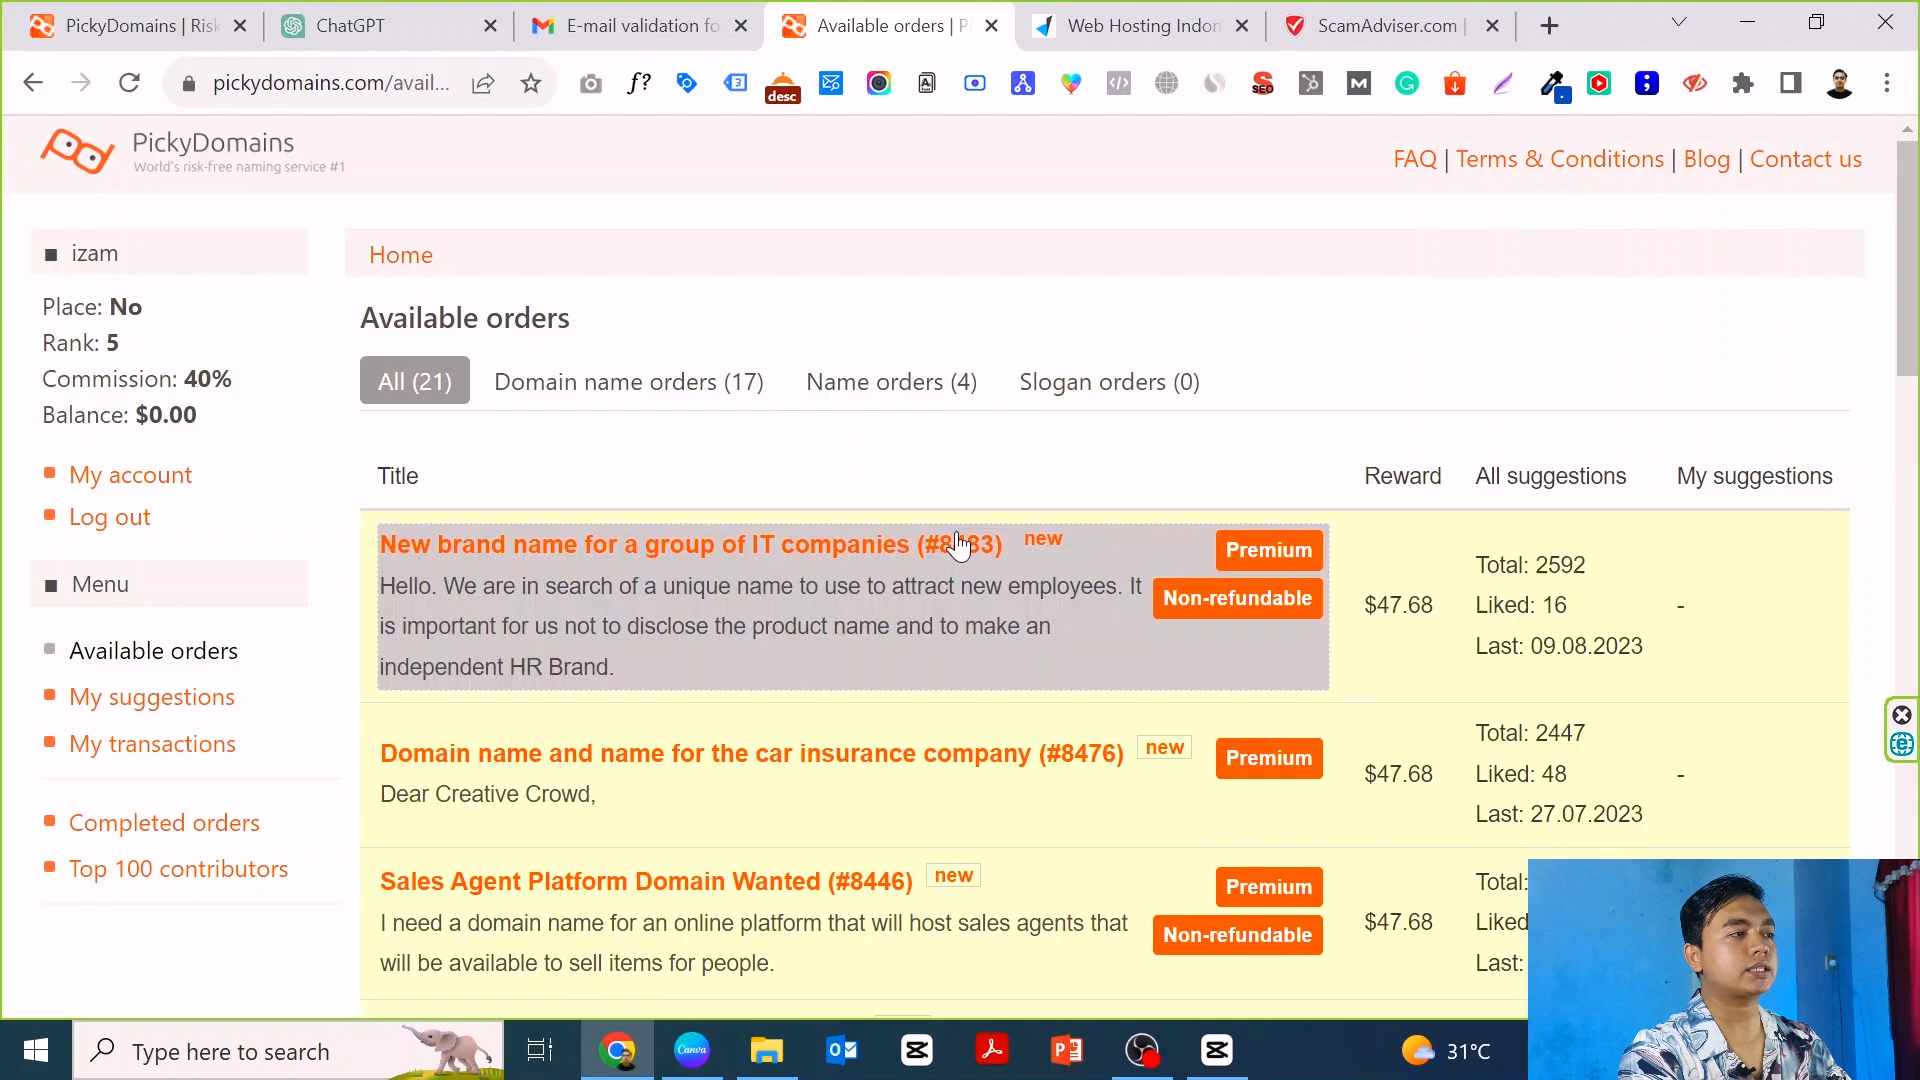 PickyDomains | Risk
ChatGPT
E-mail validation fo
Available orders | P
Web Hosting Indon
ScamAdviser.com |
pickydomains.com/avail...
desc
SEO
PickyDomains
World's risk-free naming service #1
FAQ | Terms & Conditions | Blog | Contact us
izam
Place: No
Rank: 5
Commission: 40%
Balance: $0.00
My account
Log out
Menu
Available orders
My suggestions
My transactions
Completed orders
Top 100 contributors
Home
Available orders
All (21)
Domain name orders (17)
Name orders (4)
Slogan orders (0)
Title
Reward
All suggestions
My suggestions
New brand name for a group of IT companies
new
Premium
Non-refundable
Hello. We are in search of a unique name to use to attract new employees. It
is important for us not to disclose the product name and to make an
independent HR Brand.
$47.68
Total: 2592
Liked: 16
Last: 09.08.2023
-
Domain name and name for the car insurance company (#8476)
new
Premium
Dear Creative Crowd,
$47.68
Total: 2447
Liked: 48
Last: 27.07.2023
-
Sales Agent Platform Domain Wanted (#8446)
new
Premium
Non-refundable
I need a domain name for an online platform that will host sales agents that
will be available to sell items for people.
$47.68
Total:
Liked
Last:
Type here to search
Canva
31°C